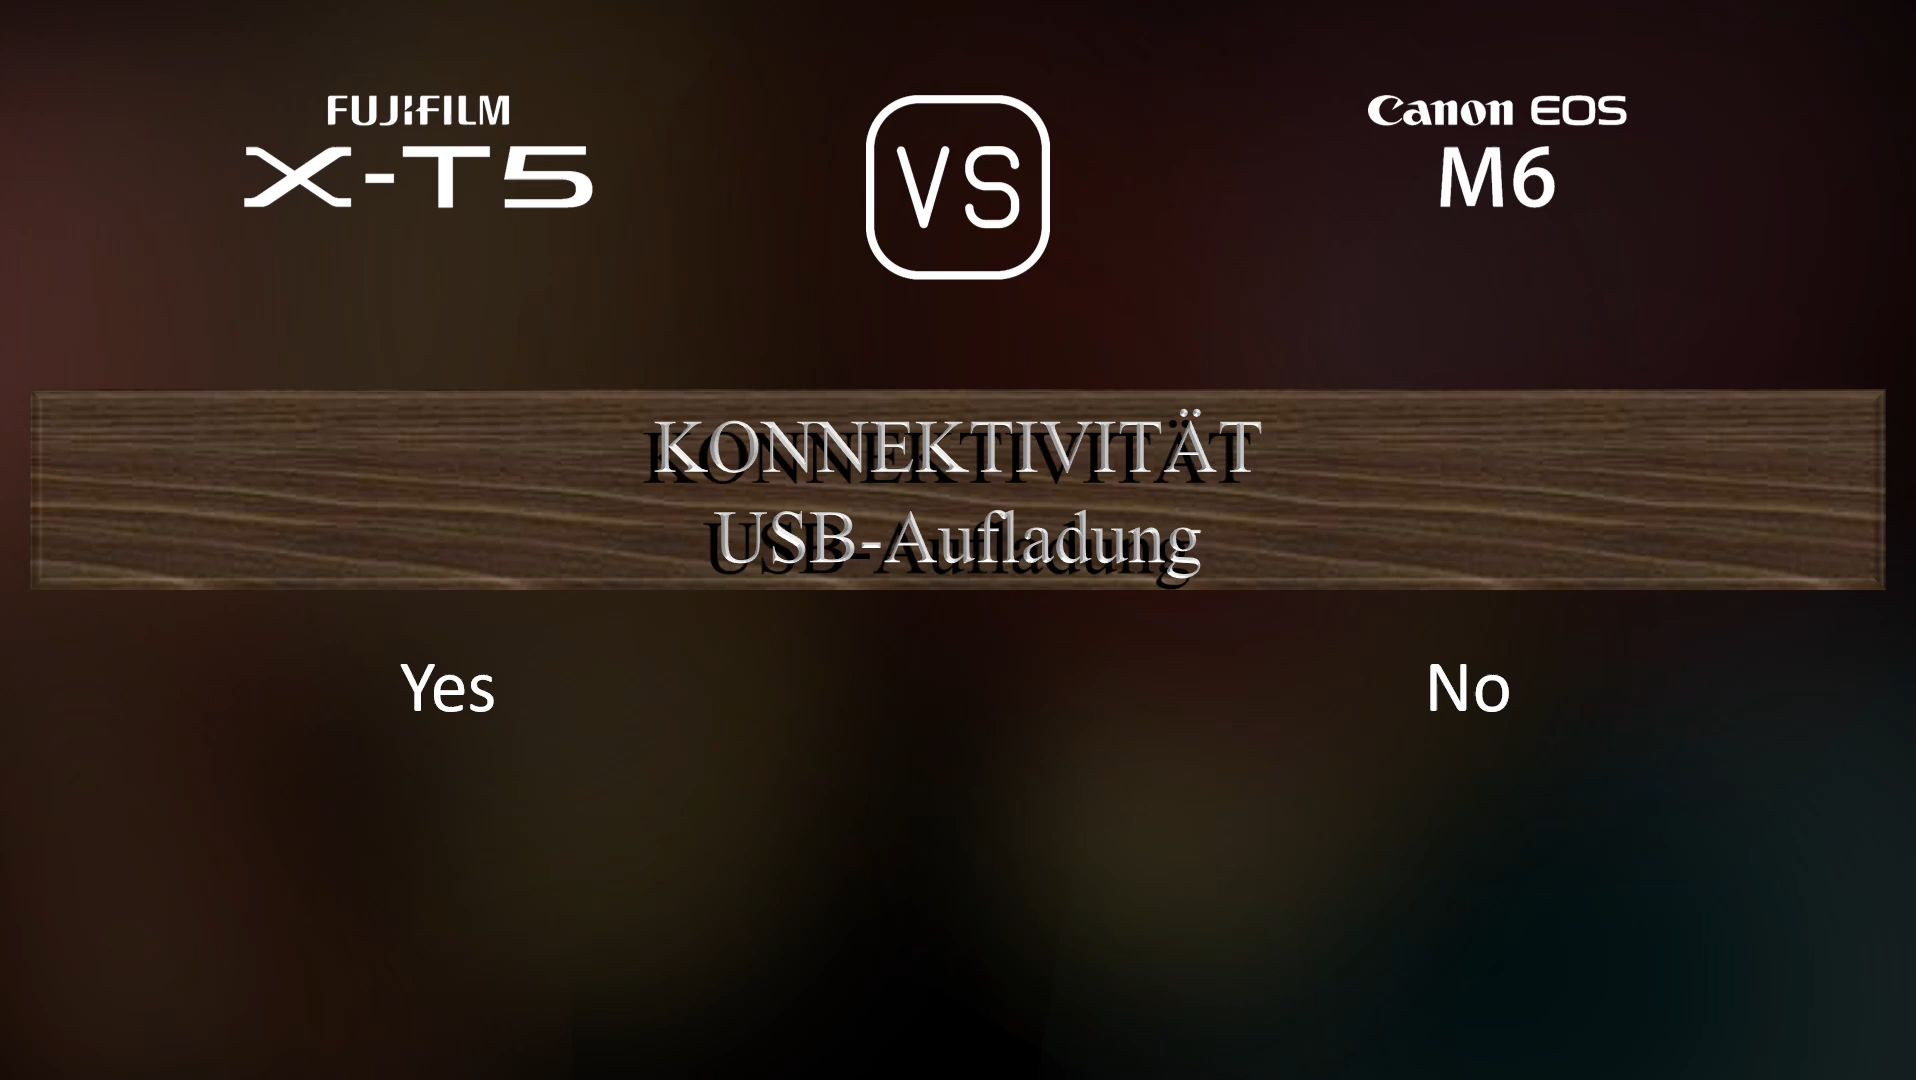 FUJIFILM
X-T5
VS
Canon EOS
M6
KONNEKTIVITÄT
USB-Aufladung
Yes
No